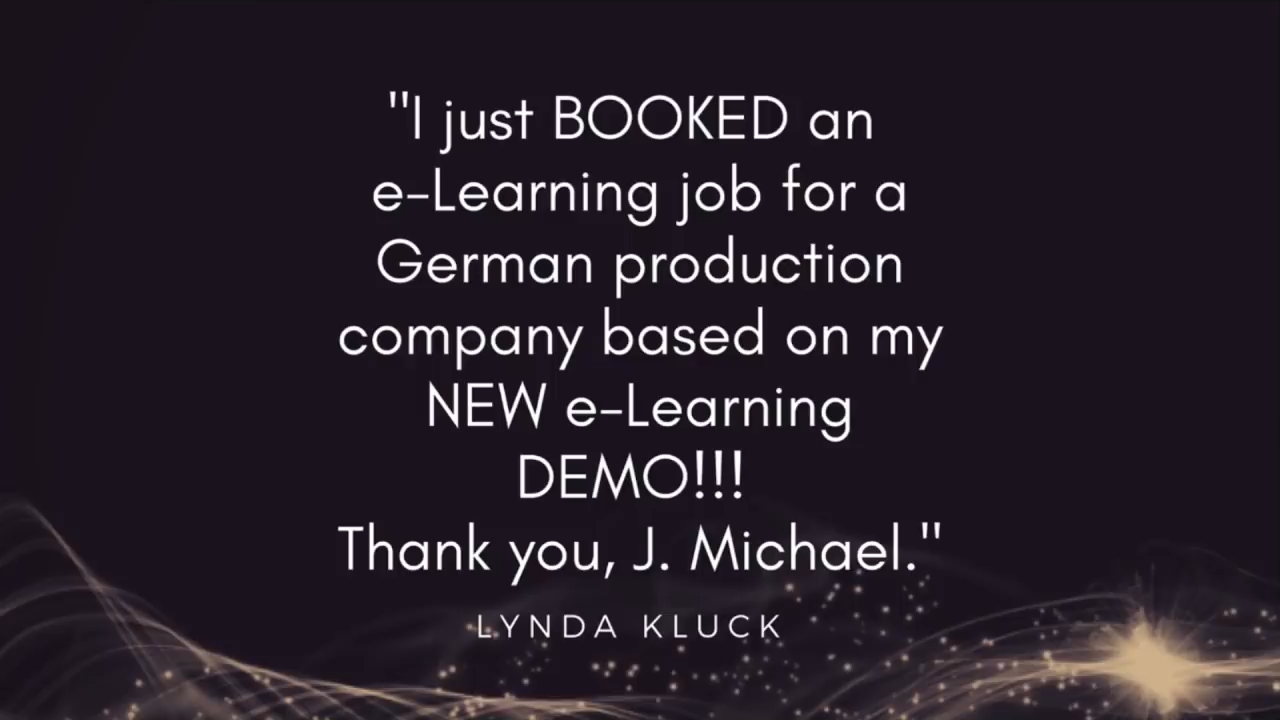 "I just BOOKED an
e-Learning job for a
German production
company based on my
NEW e-Learning
DEMO!!!
Thank you, J. Michael."
LYNDA KLUCK